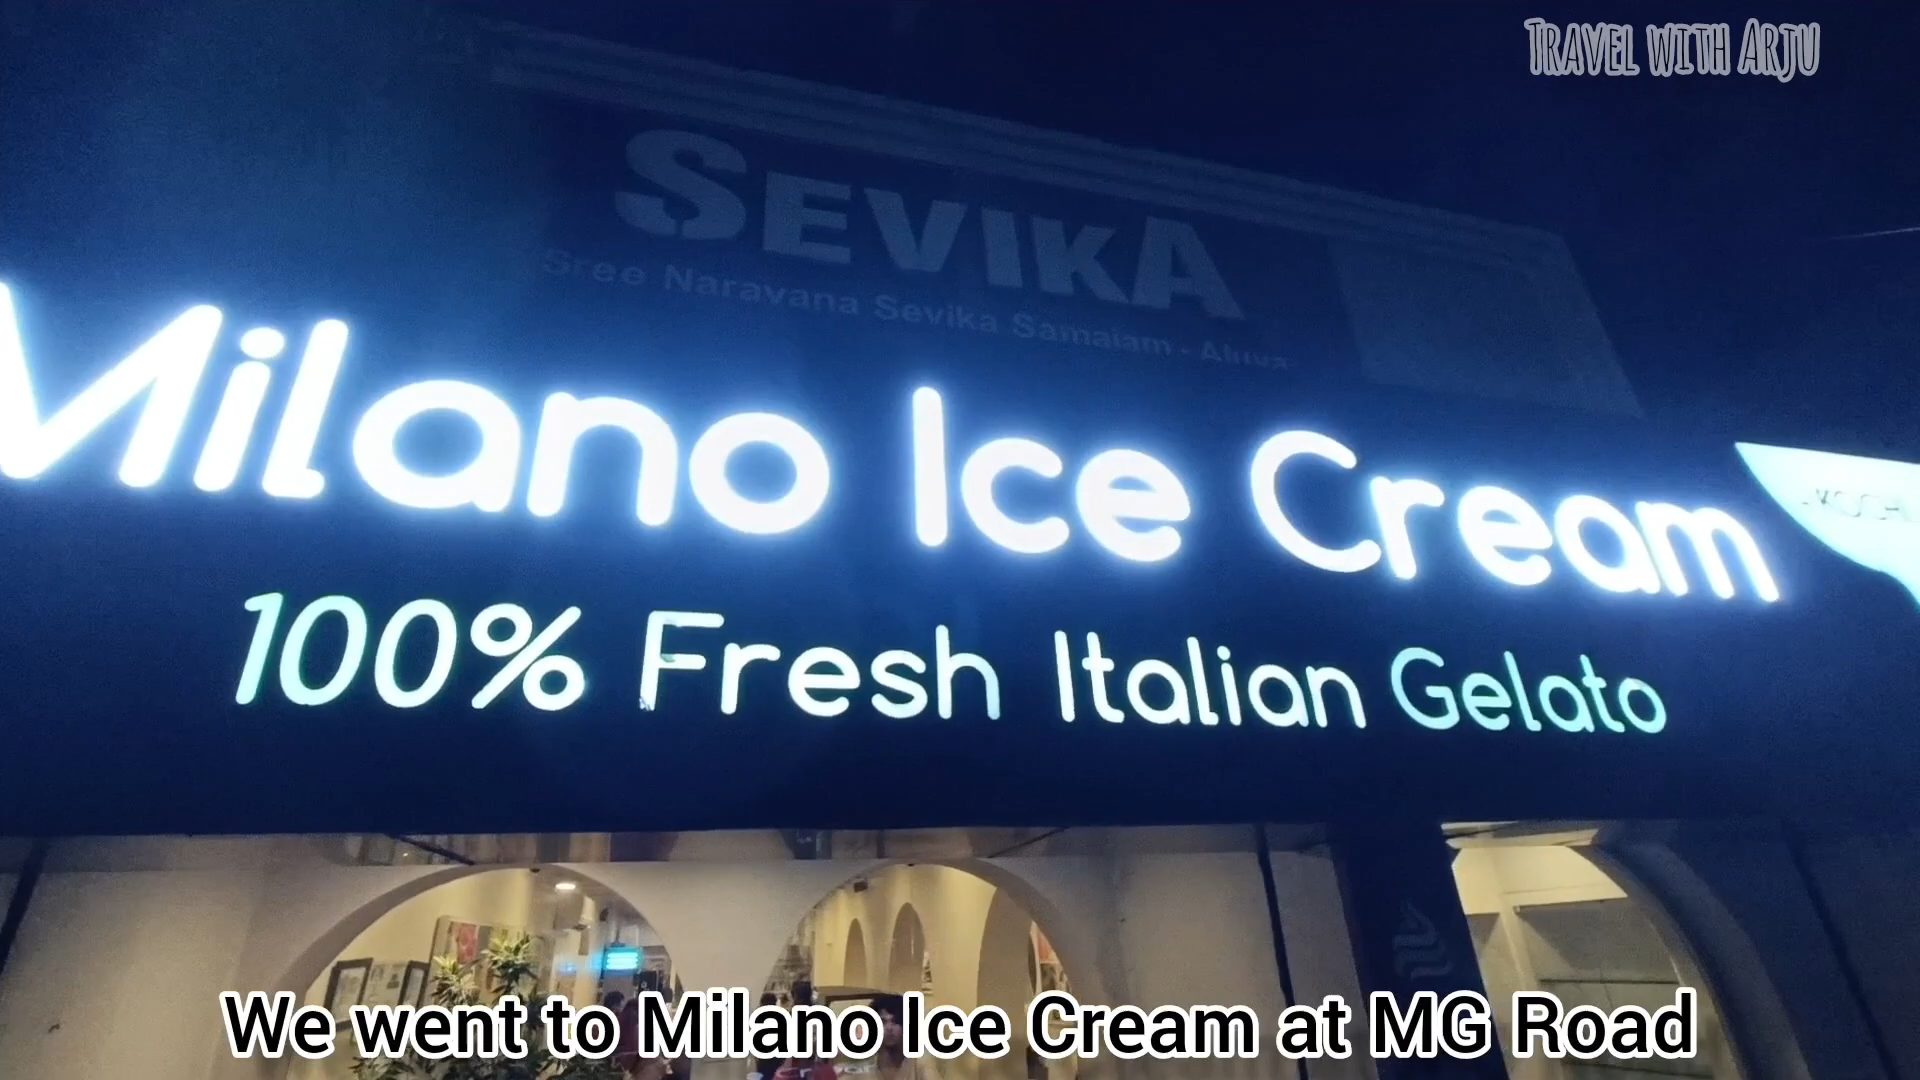 Travel with Arju
SEVIKA
Sree Narayana Sevika Samajam - Aluva
Milano Ice Cream
100% Fresh Italian Gelato
We went to Milano Ice Cream at MG Road